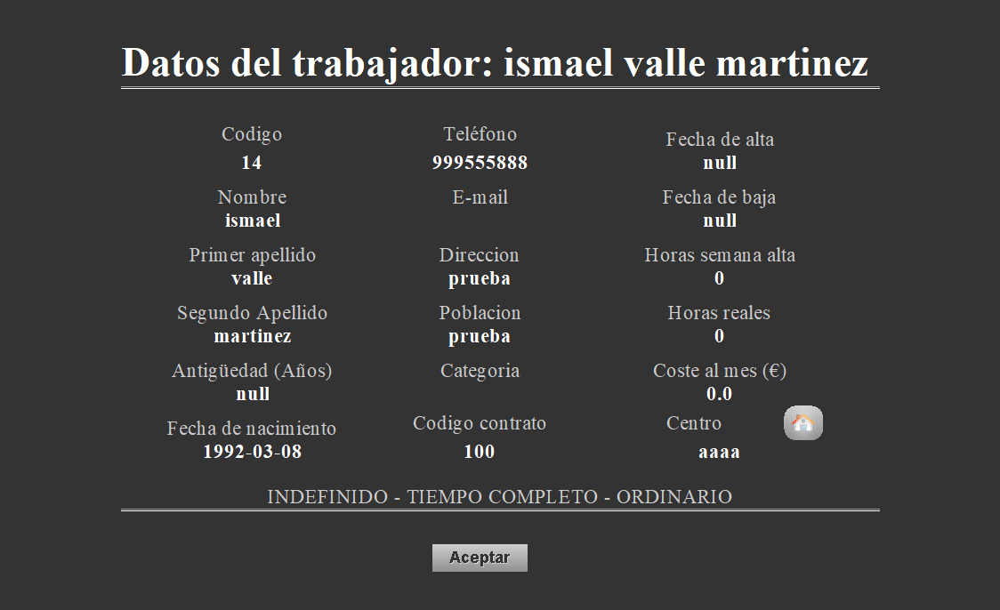 Datos del trabajador: ismael valle martinez
Codigo Teléfono Fecha de alta
14 999555888 null
Nombre E-mail Fecha de baja
ismael null
Primer apellido Direccion Horas semana alta
valle prueba 0
Segundo Apellido Poblacion Horas reales
martinez prueba 0
Antigüedad (Años) Categoria Coste al mes (€)
null 0.0
Fecha de nacimiento Codigo contrato Centro
1992-03-08 100 aaaa
INDEFINIDO - TIEMPO COMPLETO - ORDINARIO
Aceptar